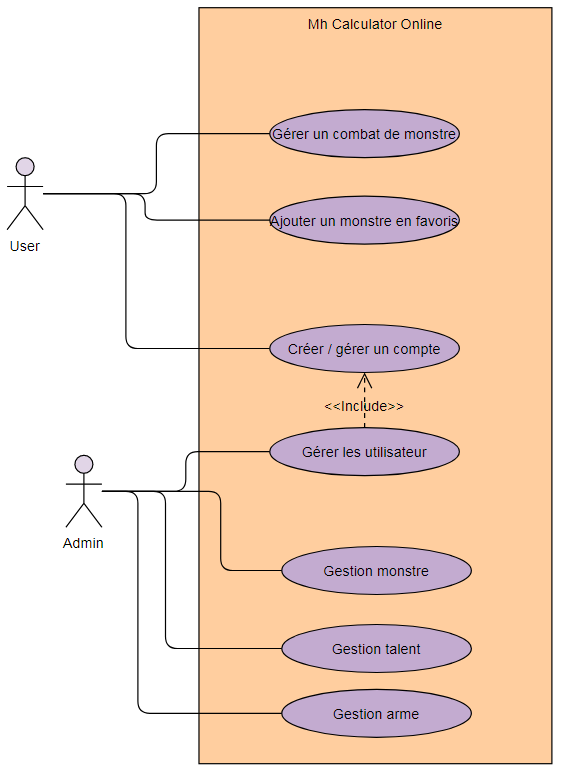 Mh Calculator Online
Gérer un combat de monstre
User
Ajouter un monstre en favoris
Créer / gérer un compte
<<Include>>
Gérer les utilisateur
Admin
Gestion monstre
Gestion talent
Gestion arme